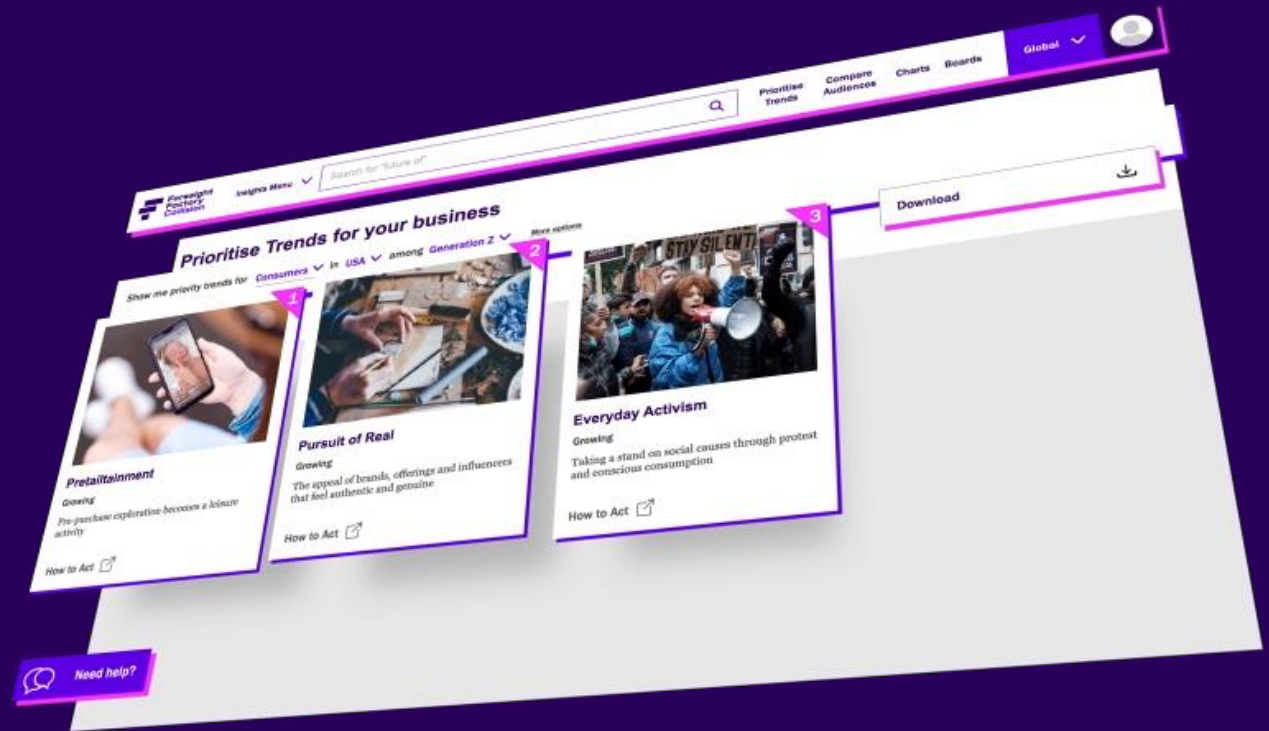 Foresight
Factory
Collision
Insights Menu
Search for "future of"
Prioritise
Trends
Compare
Audiences
Charts
Boards
Global
Prioritise Trends for your business
Show me priority trends for Consumers in USA among Generation Z
More options
Download
1
Pretailtainment
Growing
Pre-purchase exploration becomes a leisure
activity
How to Act
2
Pursuit of Real
Growing
The appeal of brands, offerings and influencers
that feel authentic and genuine
How to Act
3
STAY SILENT
Everyday Activism
Growing
Taking a stand on social causes through protest
and conscious consumption
How to Act
Need help?